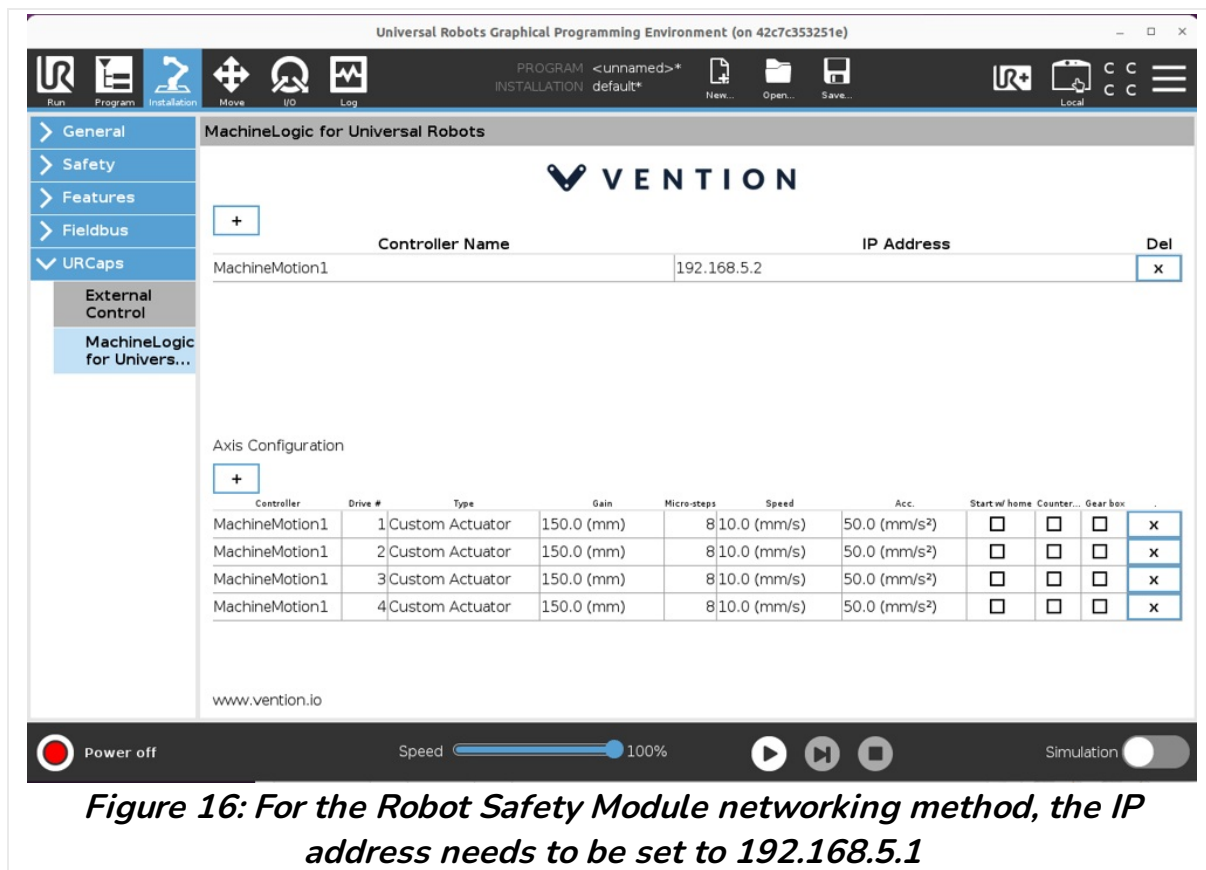 Universal Robots Graphical Programming Environment (on 42c7c353251e)
PROGRAM <unnamed>*
INSTALLATION default*
Run Program Installation Move I/O Log New... Open... Save... UR+ Local
C C
C C
General
Safety
Features
Fieldbus
URCaps
External
Control
MachineLogic
for Univers...
MachineLogic for Universal Robots
VENTION
+
Controller Name IP Address Del
MachineMotion1 192.168.5.2 x
Axis Configuration
+
Controller Drive # Type Gain Micro-steps Speed Acc. Start w/ home Counter... Gear box .
MachineMotion1 1 Custom Actuator 150.0 (mm) 8 10.0 (mm/s) 50.0 (mm/s²) x
MachineMotion1 2 Custom Actuator 150.0 (mm) 8 10.0 (mm/s) 50.0 (mm/s²) x
MachineMotion1 3 Custom Actuator 150.0 (mm) 8 10.0 (mm/s) 50.0 (mm/s²) x
MachineMotion1 4 Custom Actuator 150.0 (mm) 8 10.0 (mm/s) 50.0 (mm/s²) x
www.vention.io
Power off Speed 100% Simulation
Figure 16: For the Robot Safety Module networking method, the IP
address needs to be set to 192.168.5.1